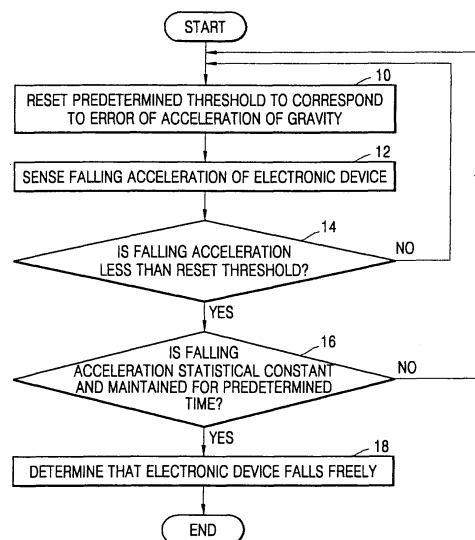 START
10
RESET PREDETERMINED THRESHOLD TO CORRESPOND
TO ERROR OF ACCELERATION OF GRAVITY
12
SENSE FALLING ACCELERATION OF ELECTRONIC DEVICE
14
IS FALLING ACCELERATION
LESS THAN RESET THRESHOLD?
NO
YES
16
IS FALLING
ACCELERATION STATISTICAL CONSTANT
AND MAINTAINED FOR PREDETERMINED
TIME?
NO
YES
18
DETERMINE THAT ELECTRONIC DEVICE FALLS FREELY
END